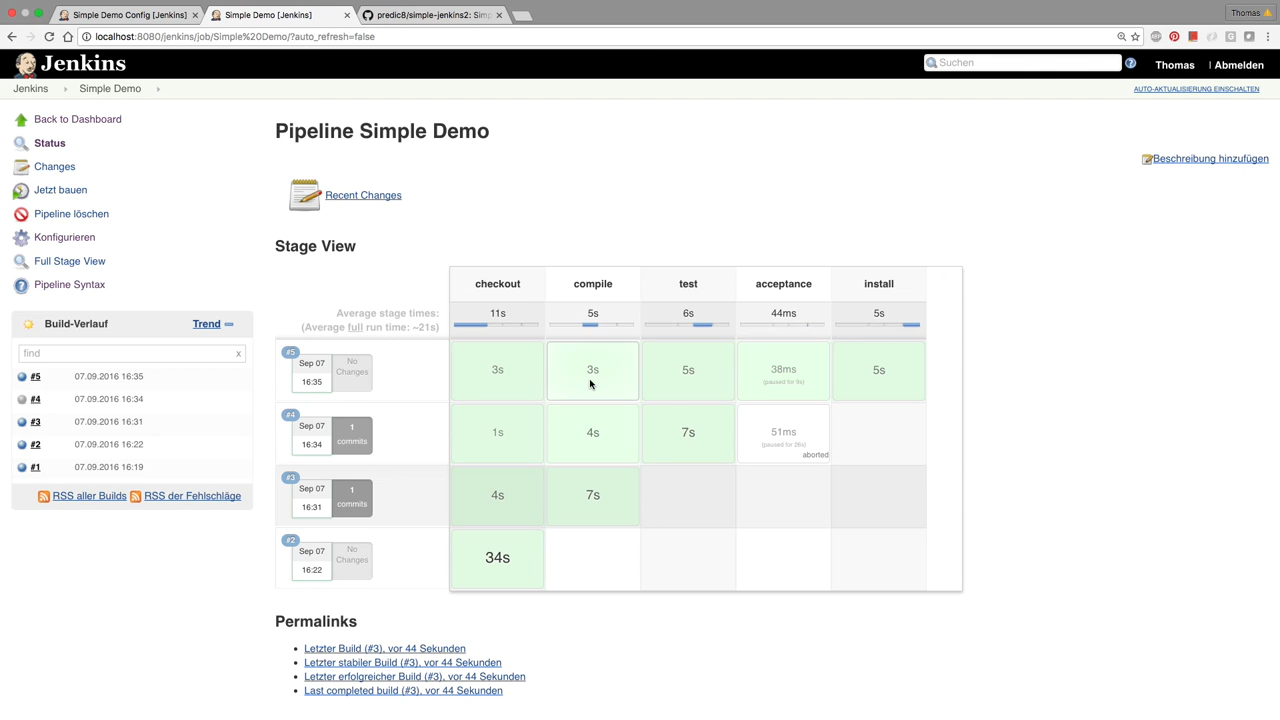 Simple Demo Config [Jenkins]
Simple Demo [Jenkins]
predic8/simple-jenkins2: Sim
Thomas
localhost:8080/jenkins/job/Simple%20Demo/?auto_refresh=false
Jenkins
Suchen
Thomas
| Abmelden
Jenkins
Simple Demo
AUTO-AKTUALISIERUNG EINSCHALTEN
Back to Dashboard
Status
Changes
Jetzt bauen
Pipeline löschen
Konfigurieren
Full Stage View
Pipeline Syntax
Build-Verlauf
Trend
find
x
#5 07.09.2016 16:35
#4 07.09.2016 16:34
#3 07.09.2016 16:31
#2 07.09.2016 16:22
#1 07.09.2016 16:19
RSS aller Builds RSS der Fehlschläge
Pipeline Simple Demo
Beschreibung hinzufügen
Recent Changes
Stage View
checkout compile test acceptance install
Average stage times:
(Average full run time: ~21s)
11s 5s 6s 44ms 5s
#5
Sep 07
16:35
No
Changes
3s 3s 5s 38ms 5s
(paused for 9s)
#4
Sep 07
16:34
1
commits
1s 4s 7s 51ms
(paused for 26s)
aborted
#3
Sep 07
16:31
1
commits
4s 7s
#2
Sep 07
16:22
No
Changes
34s
Permalinks
Letzter Build (#3), vor 44 Sekunden
Letzter stabiler Build (#3), vor 44 Sekunden
Letzter erfolgreicher Build (#3), vor 44 Sekunden
Last completed build (#3), vor 44 Sekunden